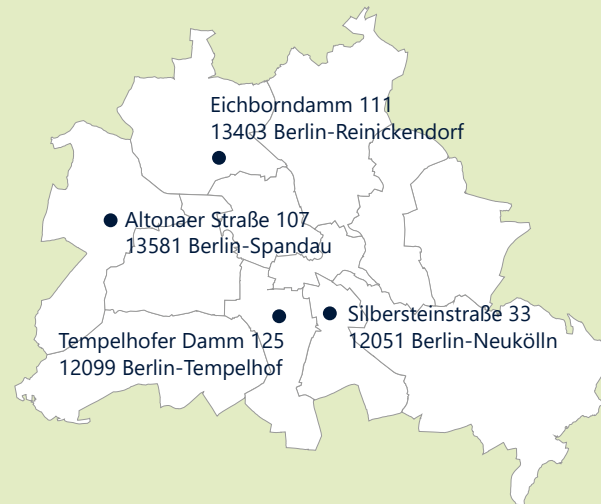 Eichborndamm 111
13403 Berlin-Reinickendorf
Altonaer Straße 107
13581 Berlin-Spandau
Silbersteinstraße 33
12051 Berlin-Neukölln
Tempelhofer Damm 125
12099 Berlin-Tempelhof